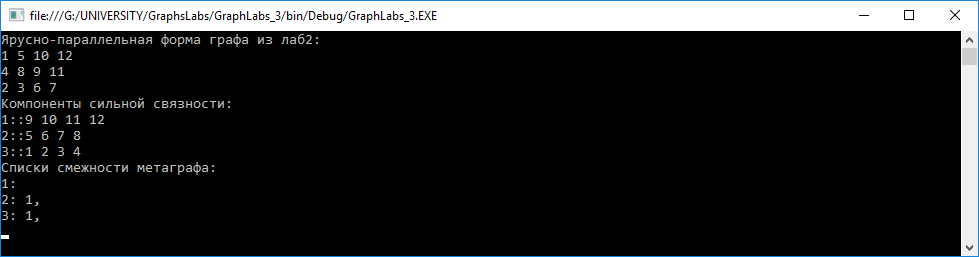 file:///G:/UNIVERSITY/GraphsLabs/GraphLabs_3/bin/Debug/GraphLabs_3.EXE
Ярусно-параллельная форма графа из лаб2:
1 5 10 12
4 8 9 11
2 3 6 7
Компоненты сильной связности:
1::9 10 11 12
2::5 6 7 8
3::1 2 3 4
Списки смежности метаграфа:
1:
2: 1,
3: 1,